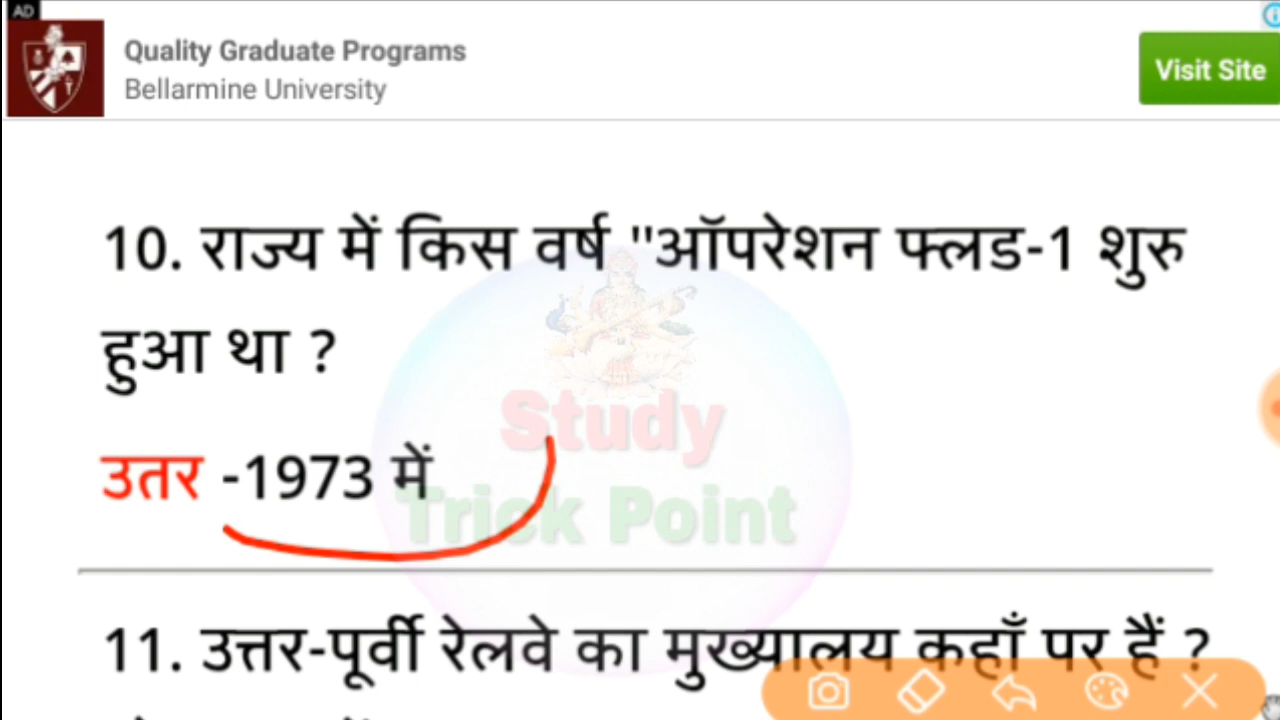 AD
Quality Graduate Programs
Bellarmine University
Visit Site
10. राज्य में किस वर्ष "ऑपरेशन फ्लड-1 शुरु
हुआ था ?
उतर -1973 में
Study
Trick Point
11. उत्तर-पूर्वी रेलवे का मुख्यालय कहाँ पर हैं ?